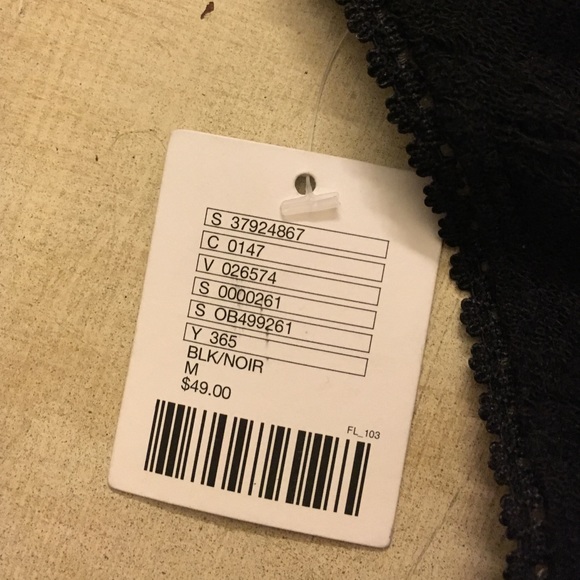 S 37924867
C 0147
V 026574
S 0000261
S OB499261
Y 365
BLK/NOIR
M
$49.00
FL_103